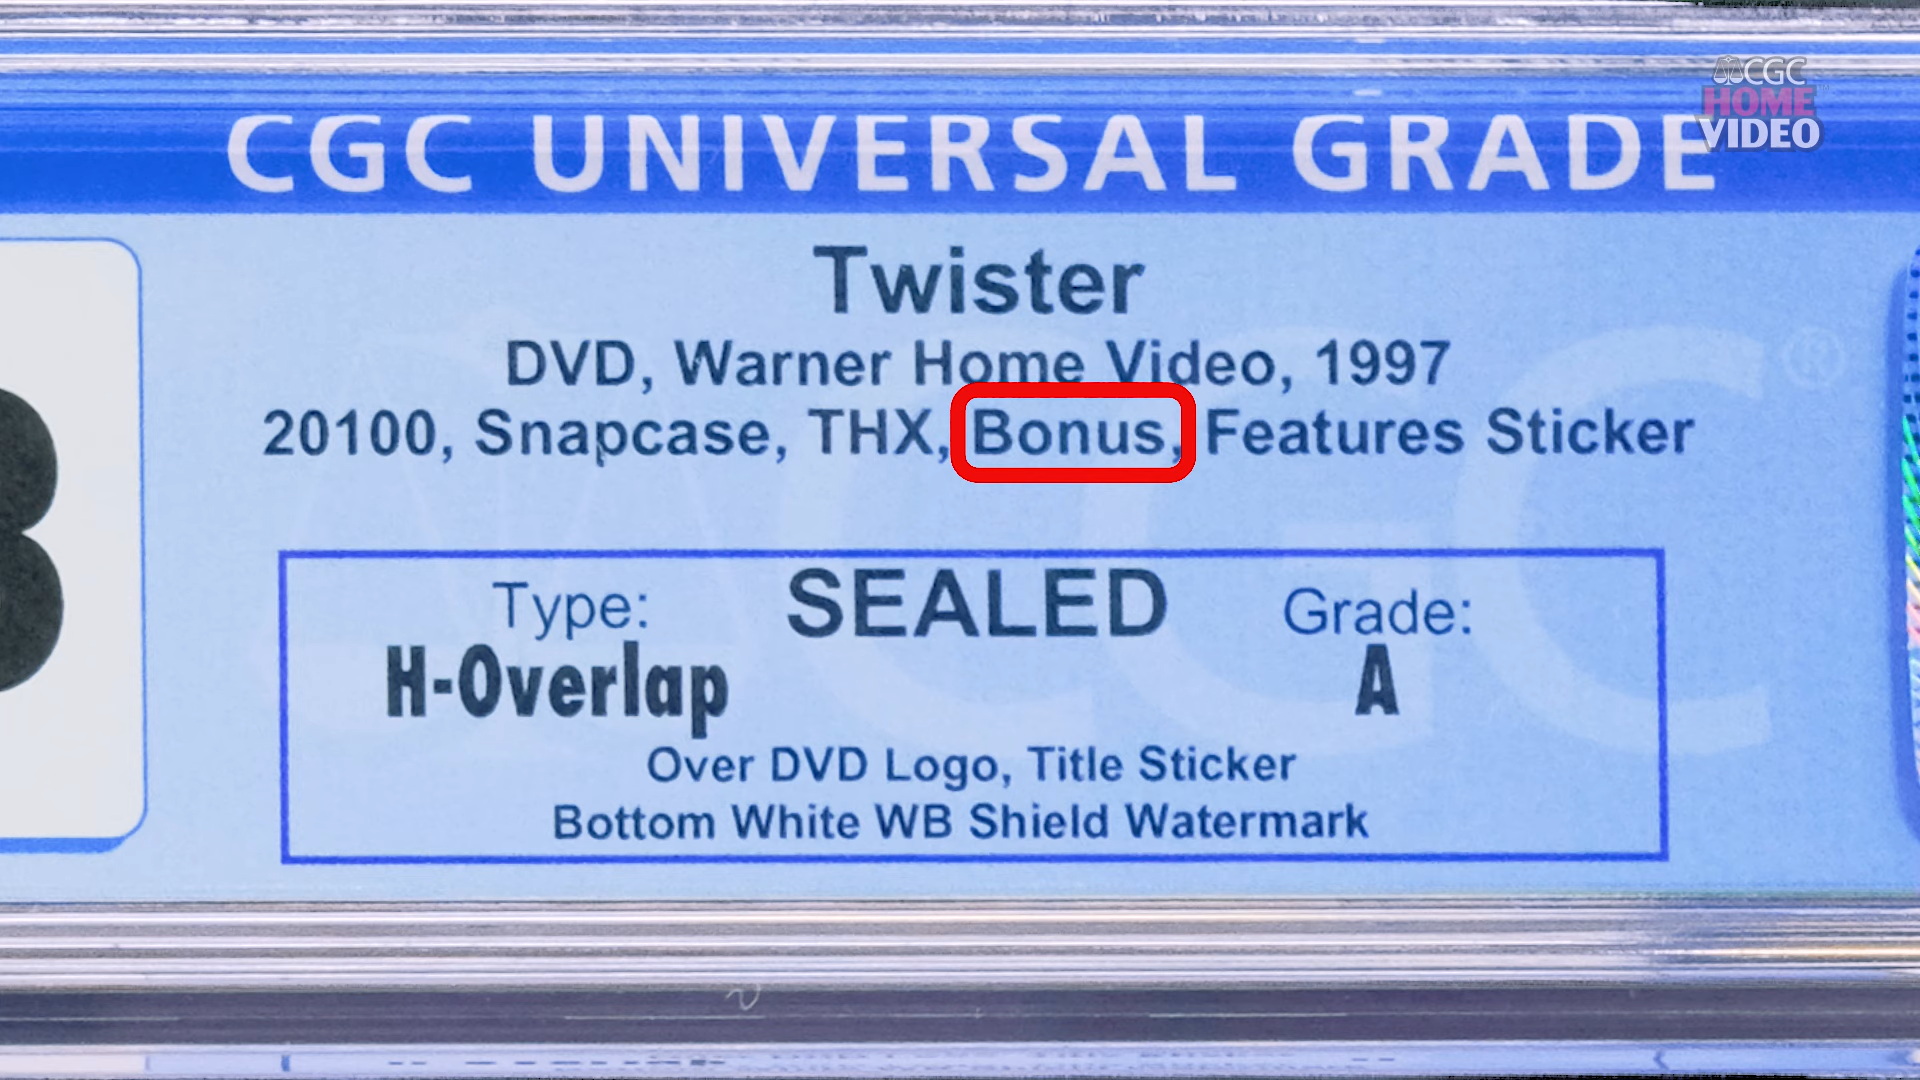 CGC
HOME
VIDEO
CGC UNIVERSAL GRADE
Twister
DVD, Warner Home Video, 1997
20100, Snapcase, THX, Bonus, Features Sticker
Type: SEALED Grade:
H-Overlap A
Over DVD Logo, Title Sticker
Bottom White WB Shield Watermark
CGC ®